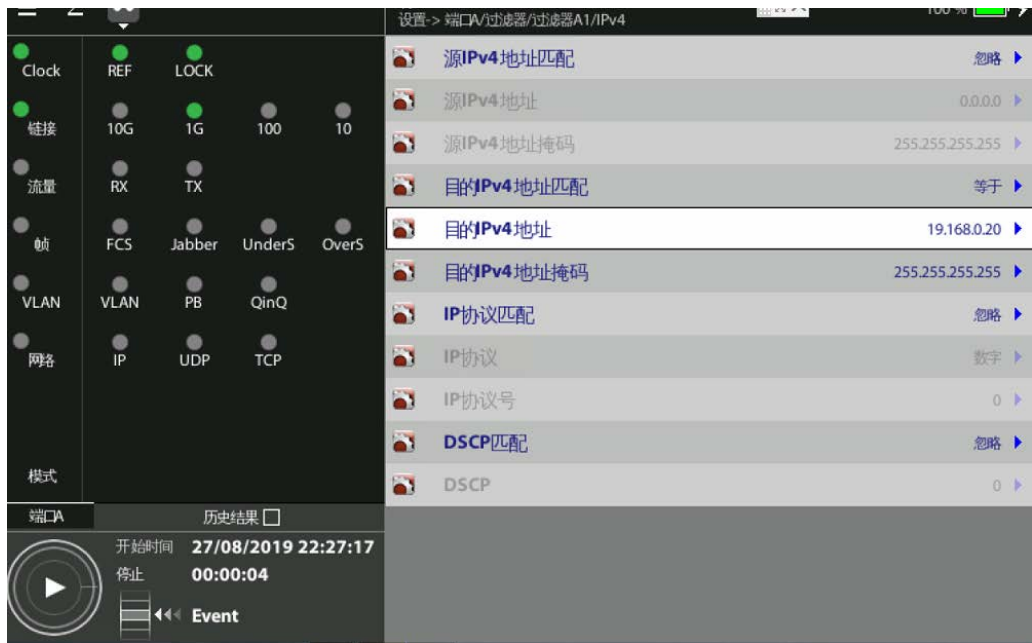 设置-> 端口A/过滤器/过滤器A1/IPv4
100 %
Clock REF LOCK
链接 10G 1G 100 10
流量 RX TX
帧 FCS Jabber UnderS OverS
VLAN VLAN PB QinQ
网络 IP UDP TCP
模式
端口A 历史结果
开始时间 27/08/2019 22:27:17
停止 00:00:04
Event
源IPv4地址匹配 忽略
源IPv4地址 0.0.0.0
源IPv4地址掩码 255.255.255.255
目的IPv4地址匹配 等于
目的IPv4地址 19.168.0.20
目的IPv4地址掩码 255.255.255.255
IP协议匹配 忽略
IP协议 数字
IP协议号 0
DSCP匹配 忽略
DSCP 0